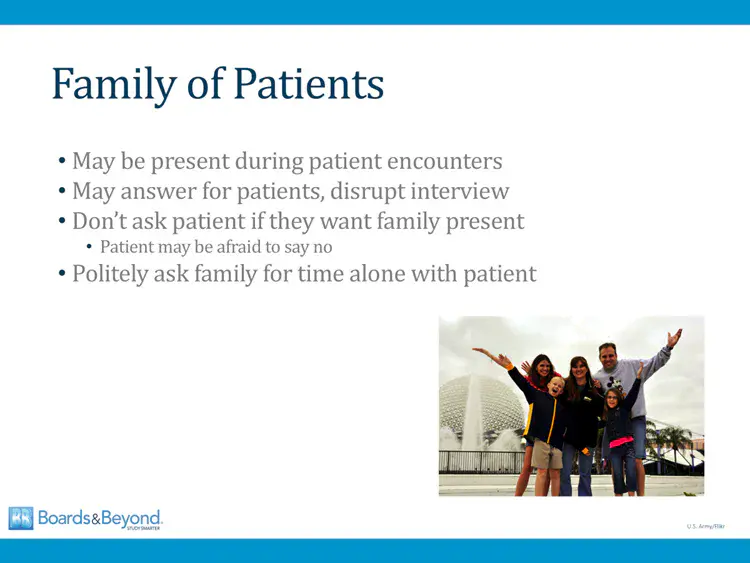 Family of Patients
• May be present during patient encounters
• May answer for patients, disrupt interview
• Don’t ask patient if they want family present
• Patient may be afraid to say no
• Politely ask family for time alone with patient
Boards&Beyond.
STUDY SMARTER
U.S. Army/Flikr